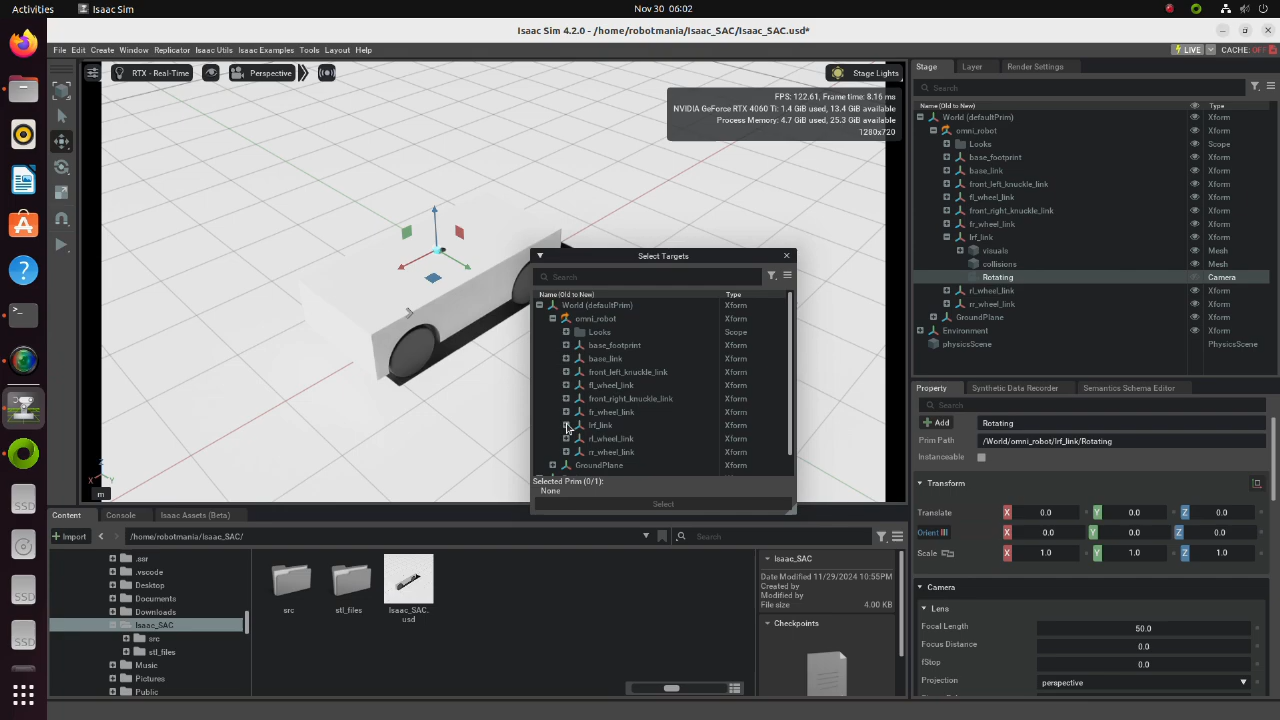 Activities
Isaac Sim
Nov 30 06:02
Isaac Sim 4.2.0 - /home/robotmania/Isaac_SAC/Isaac_SAC.usd*
File Edit Create Window Replicator Isaac Utils Isaac Examples Tools Layout Help
LIVE
CACHE: OFF
RTX - Real-Time
Perspective
Stage Lights
FPS: 122.61, Frame time: 8.16 ms
NVIDIA GeForce RTX 4060 Ti: 1.4 GiB used, 13.4 GiB available
Process Memory: 4.7 GiB used, 25.3 GiB available
1280x720
Z
X
Y
m
Stage
Layer
Render Settings
Search
Name (Old to New)
Type
World (defaultPrim) Xform
omni_robot Xform
Looks Scope
base_footprint Xform
base_link Xform
front_left_knuckle_link Xform
fl_wheel_link Xform
front_right_knuckle_link Xform
fr_wheel_link Xform
lrf_link Xform
visuals Mesh
collisions Mesh
Rotating Camera
rl_wheel_link Xform
rr_wheel_link Xform
GroundPlane Xform
Environment Xform
physicsScene PhysicsScene
Select Targets
Search
Name (Old to New) Type
World (defaultPrim) Xform
omni_robot Xform
Looks Scope
base_footprint Xform
base_link Xform
front_left_knuckle_link Xform
fl_wheel_link Xform
front_right_knuckle_link Xform
fr_wheel_link Xform
lrf_link Xform
rl_wheel_link Xform
rr_wheel_link Xform
GroundPlane Xform
Selected Prim (0/1):
None
Select
Property
Synthetic Data Recorder
Semantics Schema Editor
Search
Add
Rotating
Prim Path /World/omni_robot/lrf_link/Rotating
Instanceable
Transform
Translate X 0.0 Y 0.0 Z 0.0
Orient X 0.0 Y 0.0 Z 0.0
Scale X 1.0 Y 1.0 Z 1.0
Camera
Lens
Focal Length 50.0
Focus Distance 0.0
fStop 0.0
Projection perspective
Content
Console
Isaac Assets (Beta)
Import
/home/robotmania/Isaac_SAC/
Search
.ssr
.vscode
Desktop
Documents
Downloads
Isaac_SAC
src
stl_files
Music
Pictures
Public
src
stl_files
Isaac_SAC.
usd
Isaac_SAC.usd
Date Modified 11/29/2024 10:55PM
Created by
Modified by
File size 4.00 KB
Checkpoints